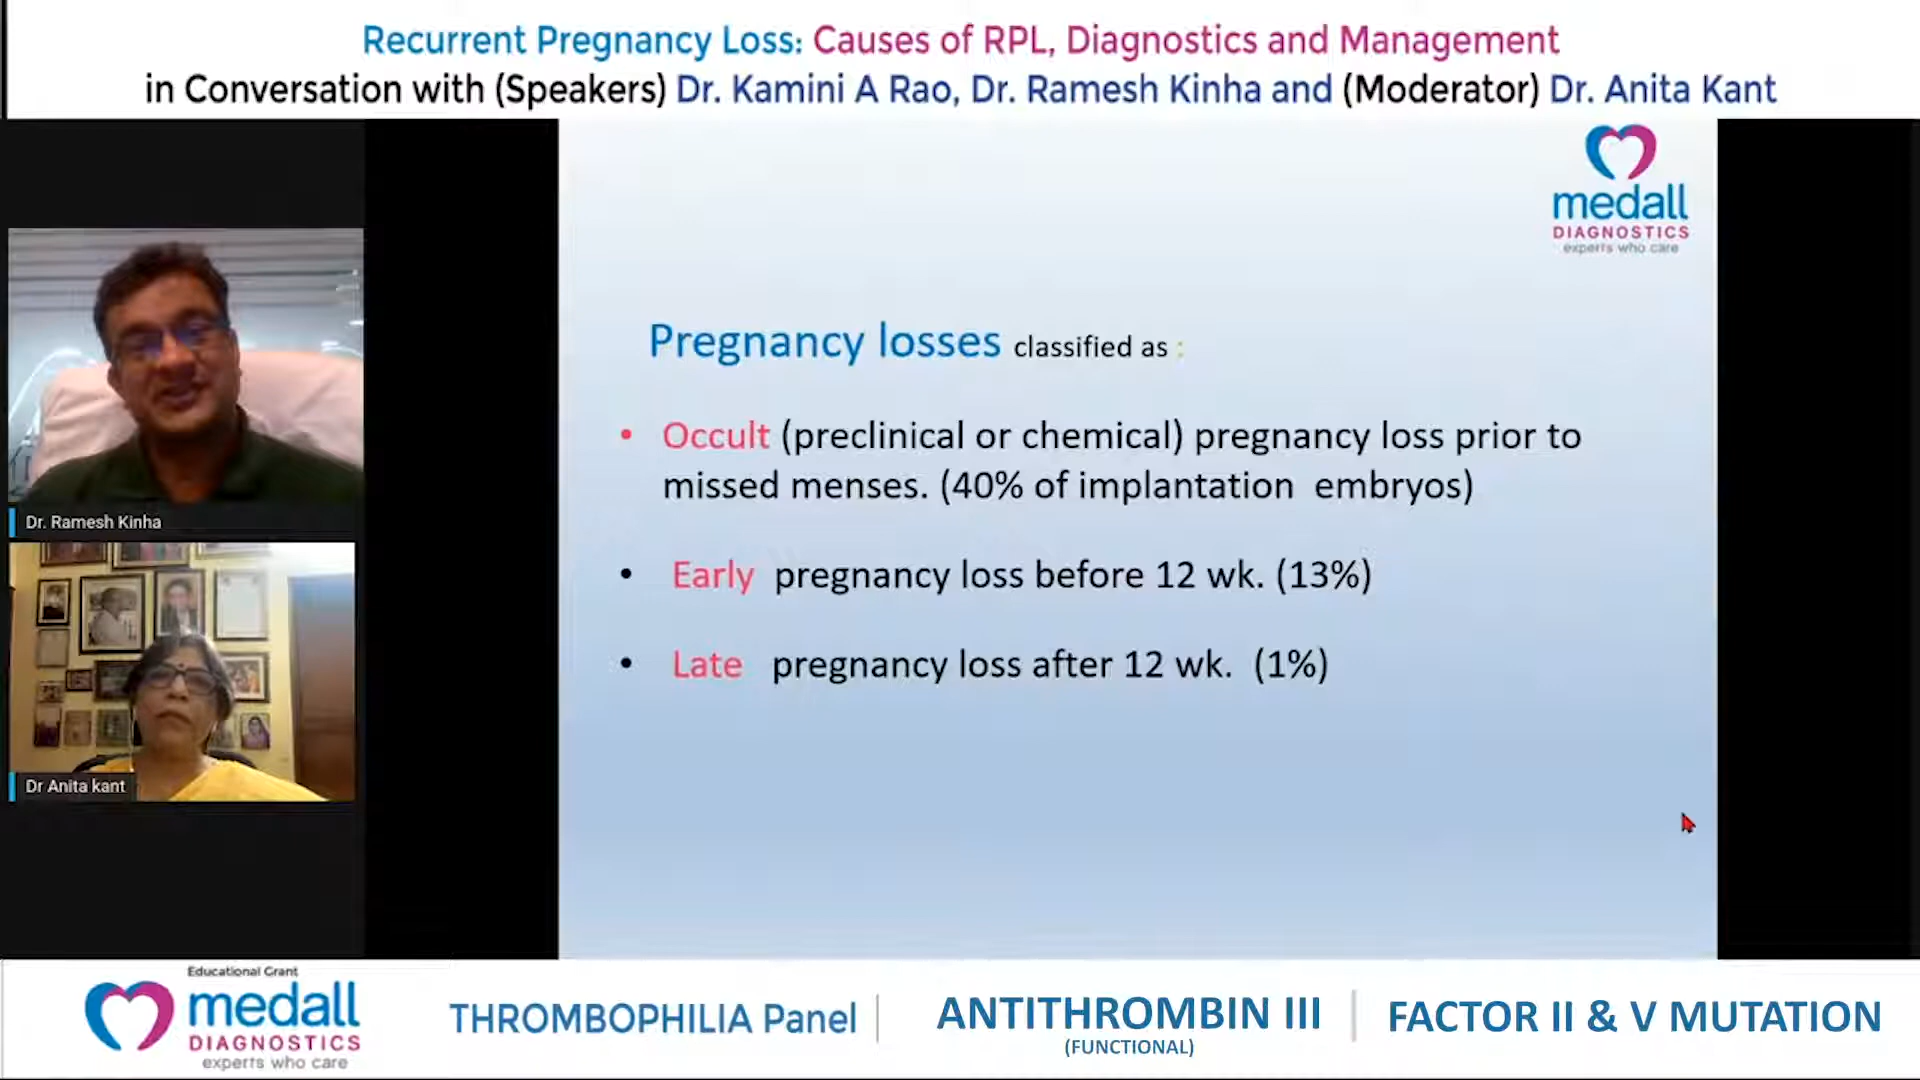 Recurrent Pregnancy Loss: Causes of RPL, Diagnostics and Management
in Conversation with (Speakers) Dr. Kamini A Rao, Dr. Ramesh Kinha and (Moderator) Dr. Anita Kant
medall
DIAGNOSTICS
experts who care
Pregnancy losses classified as :
• Occult (preclinical or chemical) pregnancy loss prior to
missed menses. (40% of implantation embryos)
• Early pregnancy loss before 12 wk. (13%)
• Late pregnancy loss after 12 wk. (1%)
Dr. Ramesh Kinha
Dr Anita kant
Educational Grant
medall
DIAGNOSTICS
experts who care
THROMBOPHILIA Panel
ANTITHROMBIN III
(FUNCTIONAL)
FACTOR II & V MUTATION